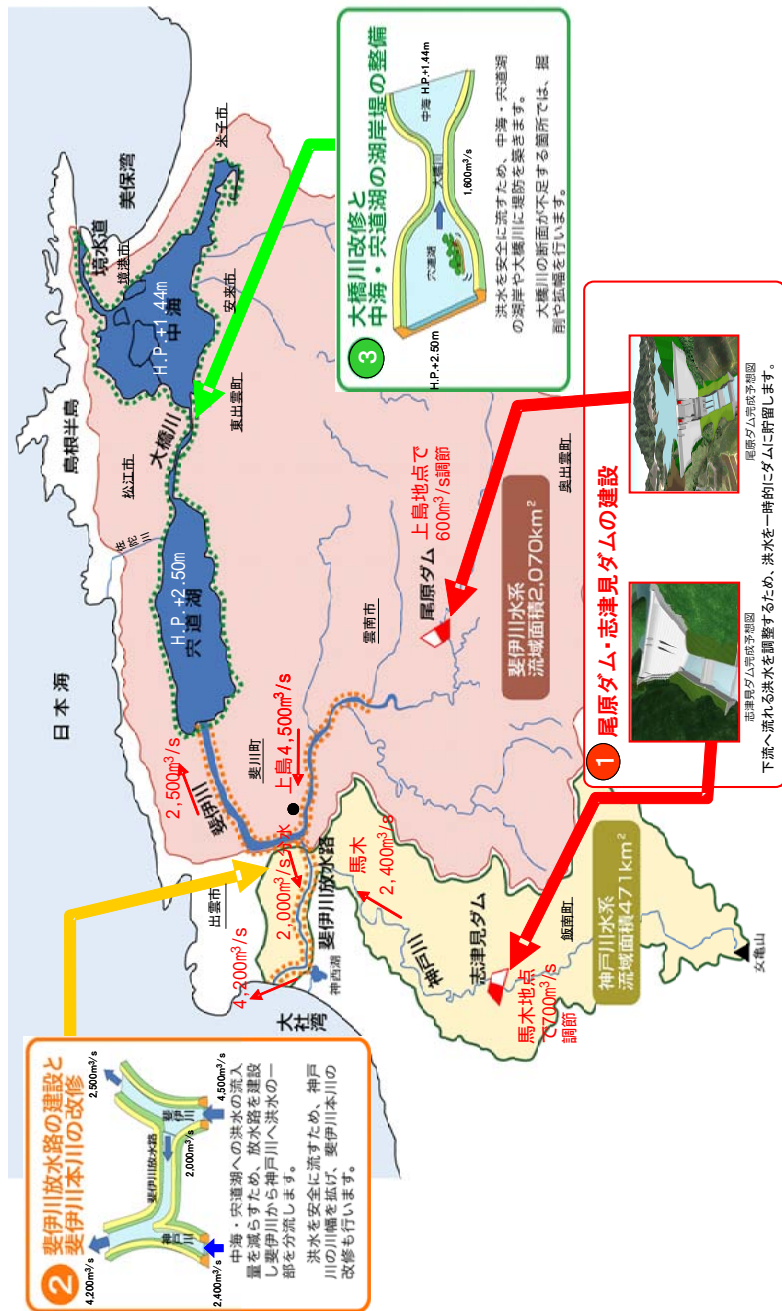 日本海
島根半島
美保湾
境水道
境港市
米子市
中海
H.P.+1.44m
安来市
東出雲町
大橋川
松江市
佐陀川
宍道湖
H.P.+2.50m
2,500m³/s
斐伊川
斐川町
上島4,500m³/s
出雲市
2,000m³/s分水
斐伊川放水路
4,200m³/s
神西湖
大社湾
馬木
2,400m³/s
神戸川
志津見ダム
馬木地点
で700m³/s
調節
飯南町
女亀山
神戸川水系
流域面積471km²
雲南市
尾原ダム
上島地点で
600m³/s調節
奥出雲町
斐伊川水系
流域面積2,070km²
1 尾原ダム・志津見ダムの建設
志津見ダム完成予想図
尾原ダム完成予想図
下流へ流れる洪水を調整するため、洪水を一時的にダムに貯留します。
2 斐伊川放水路の建設と
斐伊川本川の改修
4,200m³/s
2,500m³/s
斐伊川放水路
2,000m³/s
神戸川
斐伊川
2,400m³/s
4,500m³/s
中海・宍道湖への洪水の流入
量を減らすため、放水路を建設
し斐伊川から神戸川へ洪水の一
部を分流します。
洪水を安全に流すため、神戸
川の川幅を拡げ、斐伊川本川の
改修も行います。
3 大橋川改修と
中海・宍道湖の湖岸堤の整備
H.P.+2.50m
宍道湖
大橋川
1,600m³/s
中海 H.P.+1.44m
洪水を安全に流すため、中海・宍道湖
の湖岸や大橋川に堤防を築きます。
大橋川の断面が不足する箇所では、掘
削や拡幅を行います。